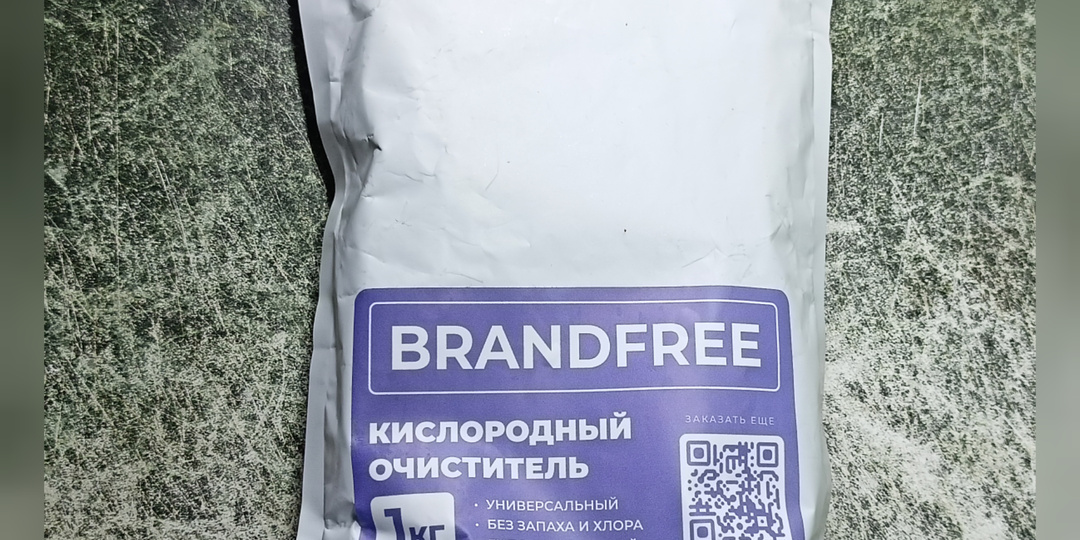 BRANDFREE
КИСЛОРОДНЫЙ
ОЧИСТИТЕЛЬ
ЗАКАЗАТЬ ЕЩЕ
1КГ
• УНИВЕРСАЛЬНЫЙ
• БЕЗ ЗАПАХА И ХЛОРА